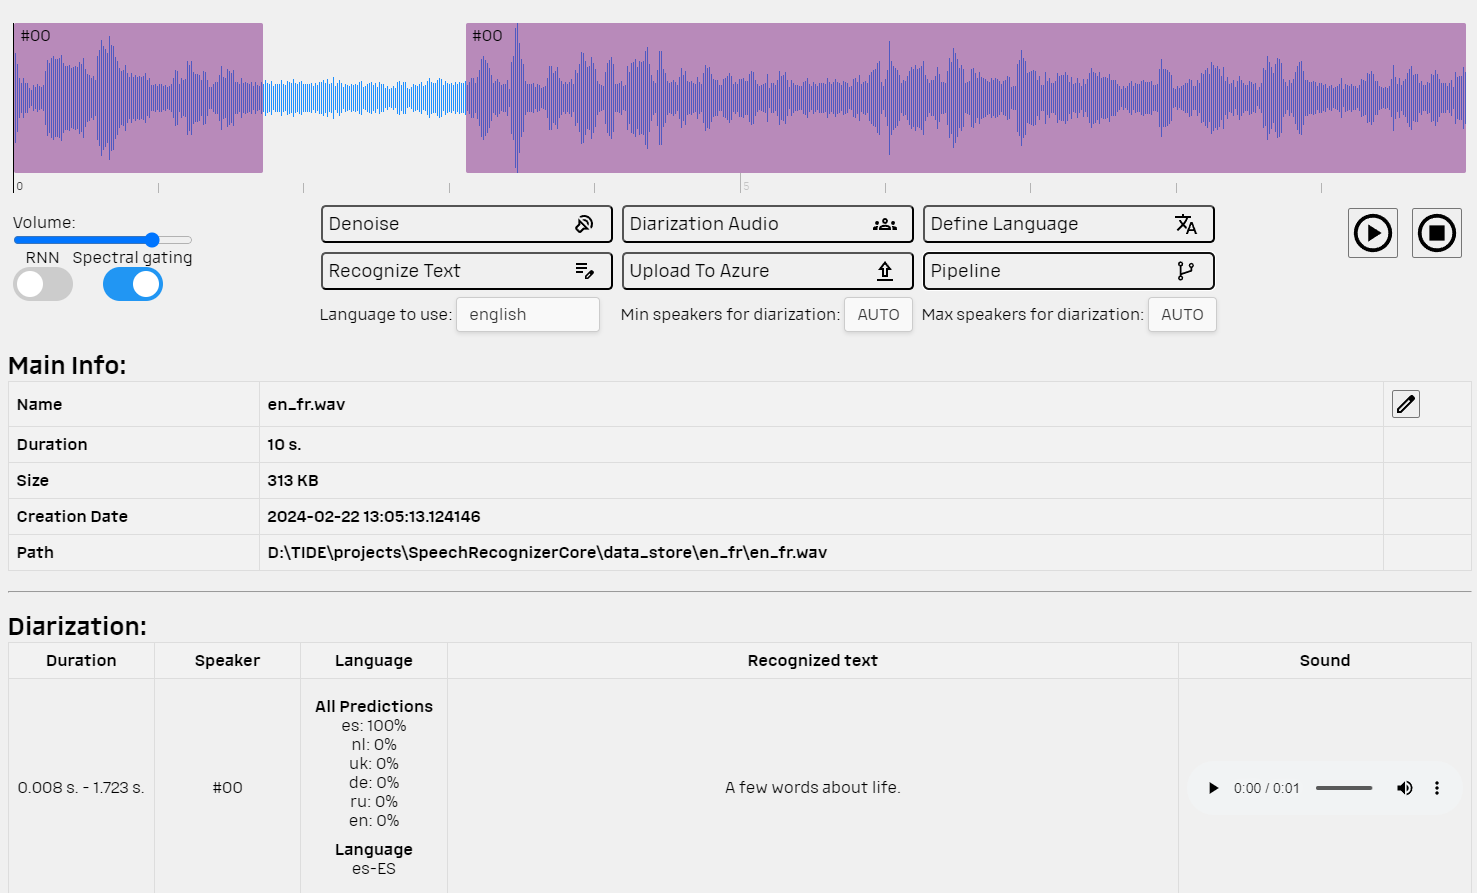 #00 #00
0 5
Volume:
RNN Spectral gating
Denoise Diarization Audio Define Language
Recognize Text Upload To Azure Pipeline
Language to use: english Min speakers for diarization: AUTO Max speakers for diarization: AUTO
Main Info:
Name en_fr.wav
Duration 10 s.
Size 313 KB
Creation Date 2024-02-22 13:05:13.124146
Path D:\TIDE\projects\SpeechRecognizerCore\data_store\en_fr\en_fr.wav
Diarization:
Duration Speaker Language Recognized text Sound
All Predictions
es: 100%
nl: 0%
uk: 0%
de: 0%
0.008 s. - 1.723 s. #00 A few words about life. 0:00 / 0:01
ru: 0%
en: 0%
Language
es-ES